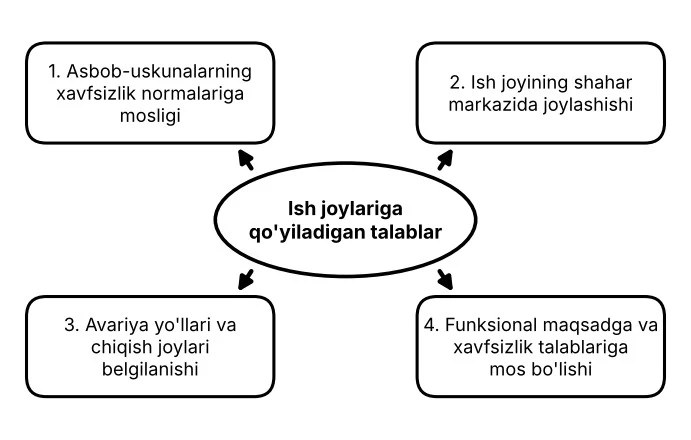 1. Asbob-uskunalarning
xavfsizlik normalariga
mosligi
2. Ish joyining shahar
markazida joylashishi
Ish joylariga
qo'yiladigan talablar
3. Avariya yo'llari va
chiqish joylari
belgilanishi
4. Funksional maqsadga va
xavfsizlik talablariga
mos bo'lishi